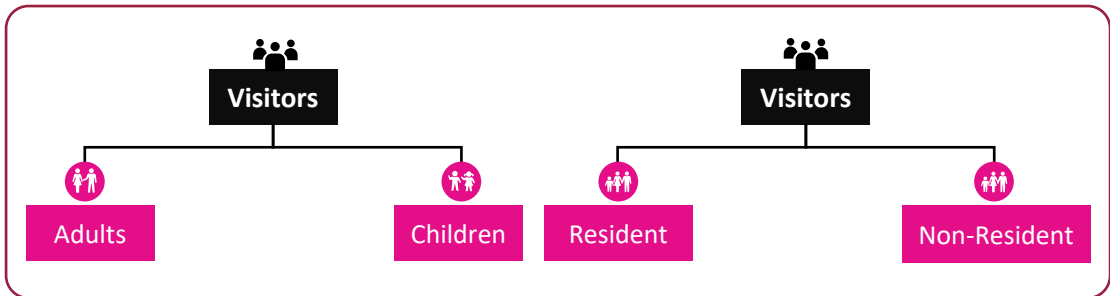 Visitors
Adults
Children
Visitors
Resident
Non-Resident